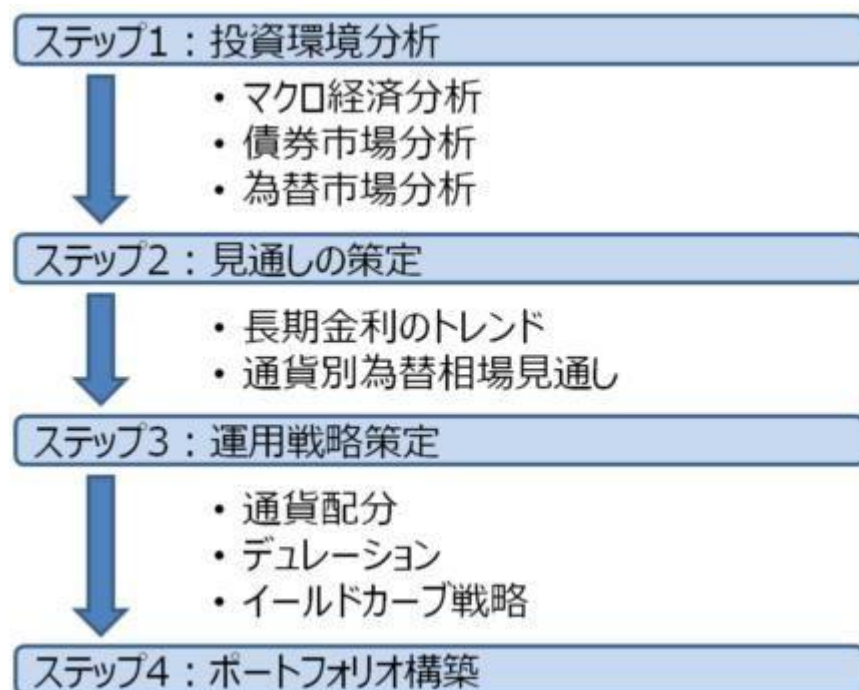 ステップ1：投資環境分析
・マクロ経済分析
・債券市場分析
・為替市場分析
ステップ2：見通しの策定
・長期金利のトレンド
・通貨別為替相場見通し
ステップ3：運用戦略策定
・通貨配分
・デュレーション
・イールドカーブ戦略
ステップ4：ポートフォリオ構築